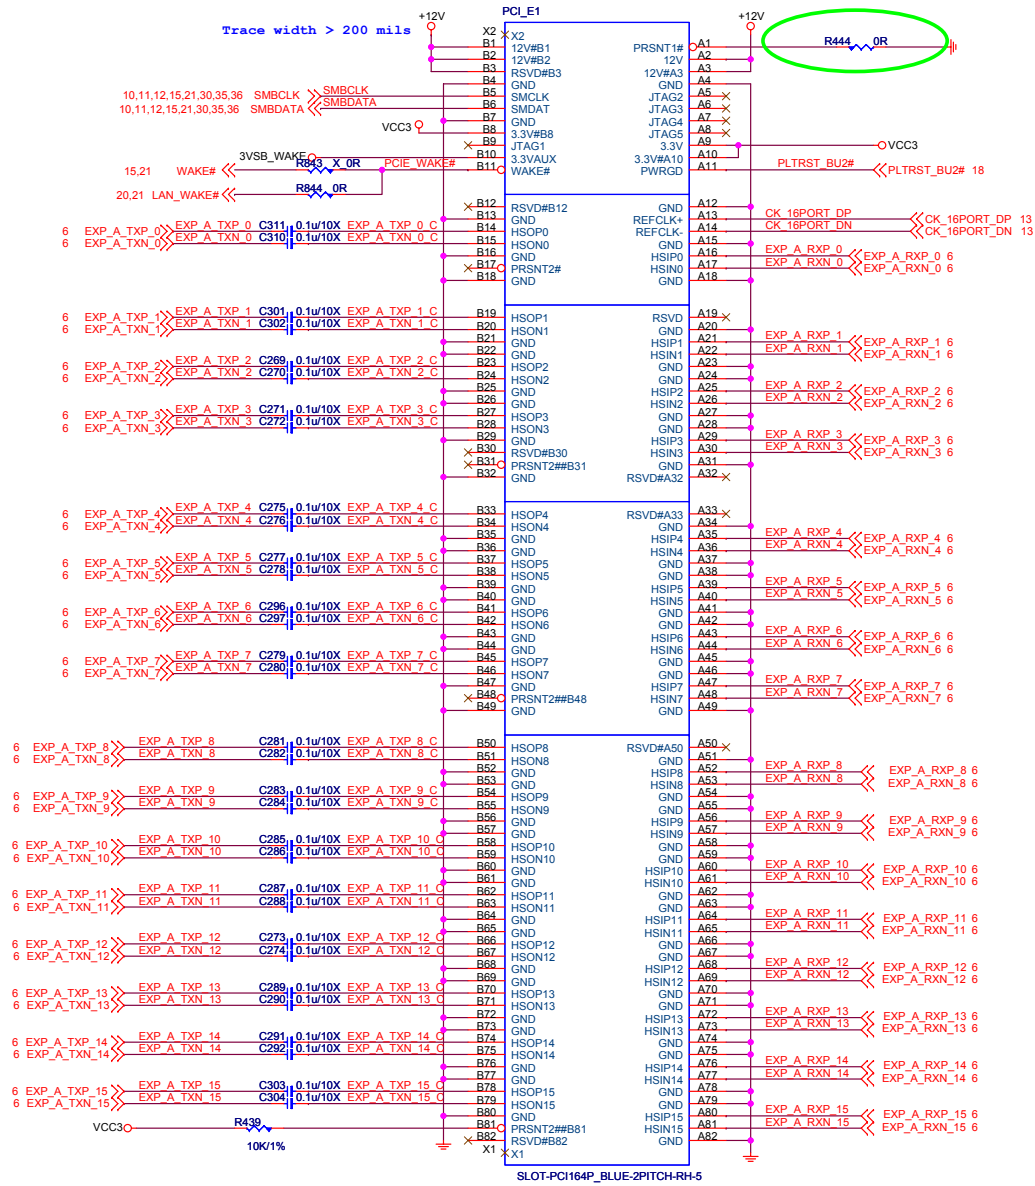 Trace width > 200 mils
+12V PCI_E1 +12V
X2 X2
B1 12V#B1 PRSNT1# A1 R444 0R
B2 12V#B2 12V A2
B3 RSVD#B3 12V#A3 A3
B4 GND GND A4
10,11,12,15,21,30,35,36 SMBCLK SMBCLK B5 SMCLK JTAG2 A5
10,11,12,15,21,30,35,36 SMBDATA SMBDATA B6 SMDAT JTAG3 A6
B7 GND JTAG4 A7
VCC3 B8 3.3V#B8 JTAG5 A8
B9 JTAG1 3.3V A9 VCC3
3VSB_WAKE B10 3.3VAUX 3.3V#A10 A10
15,21 WAKE# R843 X_0R PCIE_WAKE# B11 WAKE# PWRGD A11 PLTRST_BU2# PLTRST_BU2# 18
20,21 LAN_WAKE# R844 0R
B12 RSVD#B12 GND A12
B13 GND REFCLK+ A13 CK_16PORT_DP CK_16PORT_DP 13
6 EXP_A_TXP_0 EXP_A_TXP_0 C311 0.1u/10X EXP_A_TXP_0_C B14 HSOP0 REFCLK- A14 CK_16PORT_DN CK_16PORT_DN 13
6 EXP_A_TXN_0 EXP_A_TXN_0 C310 0.1u/10X EXP_A_TXN_0_C B15 HSON0 GND A15
B16 GND HSIP0 A16 EXP_A_RXP_0 EXP_A_RXP_0 6
B17 PRSNT2# HSIN0 A17 EXP_A_RXN_0 EXP_A_RXN_0 6
B18 GND GND A18
6 EXP_A_TXP_1 EXP_A_TXP_1 C301 0.1u/10X EXP_A_TXP_1_C B19 HSOP1 RSVD A19
6 EXP_A_TXN_1 EXP_A_TXN_1 C302 0.1u/10X EXP_A_TXN_1_C B20 HSON1 GND A20
B21 GND HSIP1 A21 EXP_A_RXP_1 EXP_A_RXP_1 6
B22 GND HSIN1 A22 EXP_A_RXN_1 EXP_A_RXN_1 6
6 EXP_A_TXP_2 EXP_A_TXP_2 C269 0.1u/10X EXP_A_TXP_2_C B23 HSOP2 GND A23
6 EXP_A_TXN_2 EXP_A_TXN_2 C270 0.1u/10X EXP_A_TXN_2_C B24 HSON2 GND A24
B25 GND HSIP2 A25 EXP_A_RXP_2 EXP_A_RXP_2 6
B26 GND HSIN2 A26 EXP_A_RXN_2 EXP_A_RXN_2 6
6 EXP_A_TXP_3 EXP_A_TXP_3 C271 0.1u/10X EXP_A_TXP_3_C B27 HSOP3 GND A27
6 EXP_A_TXN_3 EXP_A_TXN_3 C272 0.1u/10X EXP_A_TXN_3_C B28 HSON3 GND A28
B29 GND HSIP3 A29 EXP_A_RXP_3 EXP_A_RXP_3 6
B30 RSVD#B30 HSIN3 A30 EXP_A_RXN_3 EXP_A_RXN_3 6
B31 PRSNT2##B31 GND A31
B32 GND RSVD#A32 A32
6 EXP_A_TXP_4 EXP_A_TXP_4 C275 0.1u/10X EXP_A_TXP_4_C B33 HSOP4 RSVD#A33 A33
6 EXP_A_TXN_4 EXP_A_TXN_4 C276 0.1u/10X EXP_A_TXN_4_C B34 HSON4 GND A34
B35 GND HSIP4 A35 EXP_A_RXP_4 EXP_A_RXP_4 6
B36 GND HSIN4 A36 EXP_A_RXN_4 EXP_A_RXN_4 6
6 EXP_A_TXP_5 EXP_A_TXP_5 C277 0.1u/10X EXP_A_TXP_5_C B37 HSOP5 GND A37
6 EXP_A_TXN_5 EXP_A_TXN_5 C278 0.1u/10X EXP_A_TXN_5_C B38 HSON5 GND A38
B39 GND HSIP5 A39 EXP_A_RXP_5 EXP_A_RXP_5 6
B40 GND HSIN5 A40 EXP_A_RXN_5 EXP_A_RXN_5 6
6 EXP_A_TXP_6 EXP_A_TXP_6 C296 0.1u/10X EXP_A_TXP_6_C B41 HSOP6 GND A41
6 EXP_A_TXN_6 EXP_A_TXN_6 C297 0.1u/10X EXP_A_TXN_6_C B42 HSON6 GND A42
B43 GND HSIP6 A43 EXP_A_RXP_6 EXP_A_RXP_6 6
B44 GND HSIN6 A44 EXP_A_RXN_6 EXP_A_RXN_6 6
6 EXP_A_TXP_7 EXP_A_TXP_7 C279 0.1u/10X EXP_A_TXP_7_C B45 HSOP7 GND A45
6 EXP_A_TXN_7 EXP_A_TXN_7 C280 0.1u/10X EXP_A_TXN_7_C B46 HSON7 GND A46
B47 GND HSIP7 A47 EXP_A_RXP_7 EXP_A_RXP_7 6
B48 PRSNT2##B48 HSIN7 A48 EXP_A_RXN_7 EXP_A_RXN_7 6
B49 GND GND A49
6 EXP_A_TXP_8 EXP_A_TXP_8 C281 0.1u/10X EXP_A_TXP_8_C B50 HSOP8 RSVD#A50 A50
6 EXP_A_TXN_8 EXP_A_TXN_8 C282 0.1u/10X EXP_A_TXN_8_C B51 HSON8 GND A51
B52 GND HSIP8 A52 EXP_A_RXP_8 EXP_A_RXP_8 6
B53 GND HSIN8 A53 EXP_A_RXN_8 EXP_A_RXN_8 6
6 EXP_A_TXP_9 EXP_A_TXP_9 C283 0.1u/10X EXP_A_TXP_9_C B54 HSOP9 GND A54
6 EXP_A_TXN_9 EXP_A_TXN_9 C284 0.1u/10X EXP_A_TXN_9_C B55 HSON9 GND A55
B56 GND HSIP9 A56 EXP_A_RXP_9 EXP_A_RXP_9 6
B57 GND HSIN9 A57 EXP_A_RXN_9 EXP_A_RXN_9 6
6 EXP_A_TXP_10 EXP_A_TXP_10 C285 0.1u/10X EXP_A_TXP_10_C B58 HSOP10 GND A58
6 EXP_A_TXN_10 EXP_A_TXN_10 C286 0.1u/10X EXP_A_TXN_10_C B59 HSON10 GND A59
B60 GND HSIP10 A60 EXP_A_RXP_10 EXP_A_RXP_10 6
B61 GND HSIN10 A61 EXP_A_RXN_10 EXP_A_RXN_10 6
6 EXP_A_TXP_11 EXP_A_TXP_11 C287 0.1u/10X EXP_A_TXP_11_C B62 HSOP11 GND A62
6 EXP_A_TXN_11 EXP_A_TXN_11 C288 0.1u/10X EXP_A_TXN_11_C B63 HSON11 GND A63
B64 GND HSIP11 A64 EXP_A_RXP_11 EXP_A_RXP_11 6
B65 GND HSIN11 A65 EXP_A_RXN_11 EXP_A_RXN_11 6
6 EXP_A_TXP_12 EXP_A_TXP_12 C273 0.1u/10X EXP_A_TXP_12_C B66 HSOP12 GND A66
6 EXP_A_TXN_12 EXP_A_TXN_12 C274 0.1u/10X EXP_A_TXN_12_C B67 HSON12 GND A67
B68 GND HSIP12 A68 EXP_A_RXP_12 EXP_A_RXP_12 6
B69 GND HSIN12 A69 EXP_A_RXN_12 EXP_A_RXN_12 6
6 EXP_A_TXP_13 EXP_A_TXP_13 C289 0.1u/10X EXP_A_TXP_13_C B70 HSOP13 GND A70
6 EXP_A_TXN_13 EXP_A_TXN_13 C290 0.1u/10X EXP_A_TXN_13_C B71 HSON13 GND A71
B72 GND HSIP13 A72 EXP_A_RXP_13 EXP_A_RXP_13 6
B73 GND HSIN13 A73 EXP_A_RXN_13 EXP_A_RXN_13 6
6 EXP_A_TXP_14 EXP_A_TXP_14 C291 0.1u/10X EXP_A_TXP_14_C B74 HSOP14 GND A74
6 EXP_A_TXN_14 EXP_A_TXN_14 C292 0.1u/10X EXP_A_TXN_14_C B75 HSON14 GND A75
B76 GND HSIP14 A76 EXP_A_RXP_14 EXP_A_RXP_14 6
B77 GND HSIN14 A77 EXP_A_RXN_14 EXP_A_RXN_14 6
6 EXP_A_TXP_15 EXP_A_TXP_15 C303 0.1u/10X EXP_A_TXP_15_C B78 HSOP15 GND A78
6 EXP_A_TXN_15 EXP_A_TXN_15 C304 0.1u/10X EXP_A_TXN_15_C B79 HSON15 GND A79
B80 GND HSIP15 A80 EXP_A_RXP_15 EXP_A_RXP_15 6
VCC3 R439 B81 PRSNT2##B81 HSIN15 A81 EXP_A_RXN_15 EXP_A_RXN_15 6
10K/1% B82 RSVD#B82 GND A82
X1 X1
SLOT-PCI164P_BLUE-2PITCH-RH-5